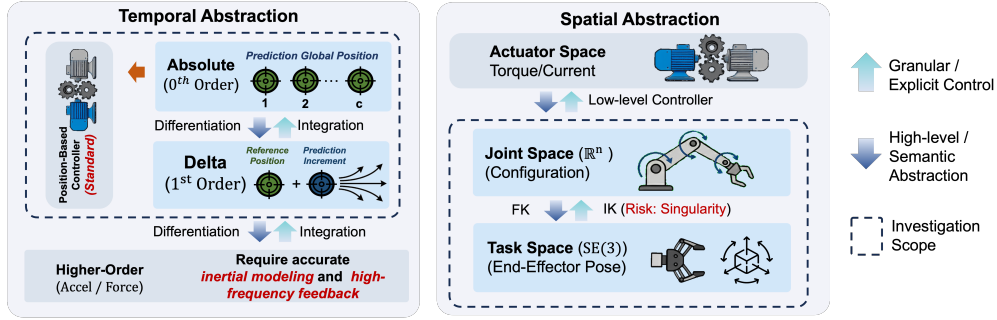 Temporal Abstraction
Position-Based
Controller
(Standard)
Absolute
(0th Order)
Prediction Global Position
1 2 ... c
Differentiation Integration
Delta
(1st Order)
Reference
Position
Prediction
Increment
+
Differentiation Integration
Higher-Order
(Accel / Force)
Require accurate
inertial modeling and high-
frequency feedback
Spatial Abstraction
Actuator Space
Torque/Current
Low-level Controller
Joint Space (ℝⁿ )
(Configuration)
FK IK (Risk: Singularity)
Task Space (SE(3))
(End-Effector Pose)
Granular /
Explicit Control
High-level /
Semantic
Abstraction
Investigation
Scope